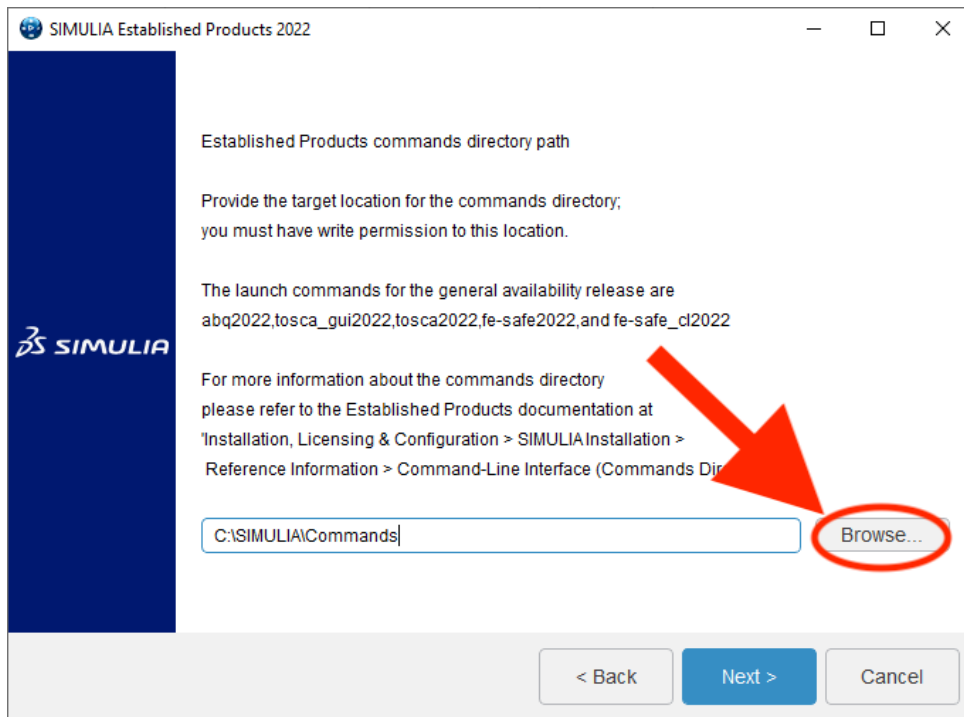 SIMULIA Established Products 2022
Established Products commands directory path
Provide the target location for the commands directory;
you must have write permission to this location.
The launch commands for the general availability release are
abq2022,tosca_gui2022,tosca2022,fe-safe2022,and fe-safe_cl2022
3S SIMULIA
For more information about the commands directory
please refer to the Established Products documentation at
'Installation, Licensing & Configuration > SIMULIA Installation >
Reference Information > Command-Line Interface (Commands
C:\SIMULIA\Commands
Browse...
< Back
Next >
Cancel